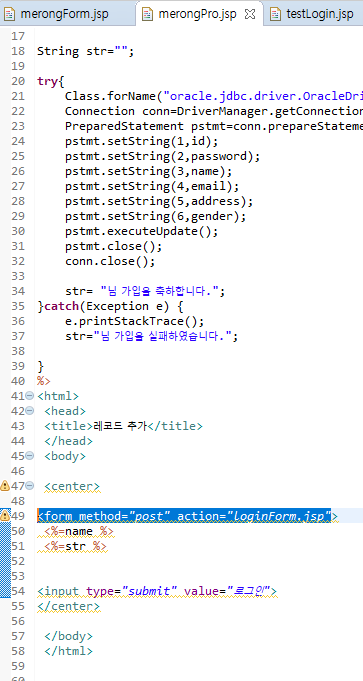 merongForm.jsp merongPro.jsp testLogin.jsp
17
18 String str="";
19
20 try{
21 Class.forName("oracle.jdbc.driver.OracleDri
22 Connection conn=DriverManager.getConnection
23 PreparedStatement pstmt=conn.prepareStateme
24 pstmt.setString(1,id);
25 pstmt.setString(2,password);
26 pstmt.setString(3,name);
27 pstmt.setString(4,email);
28 pstmt.setString(5,address);
29 pstmt.setString(6,gender);
30 pstmt.executeUpdate();
31 pstmt.close();
32 conn.close();
33
34 str= "님 가입을 축하합니다.";
35 }catch(Exception e) {
36 e.printStackTrace();
37 str="님 가입을 실패하였습니다.";
38
39 }
40 %>
41 <html>
42 <head>
43 <title>레코드 추가</title>
44 </head>
45 <body>
46
47 <center>
48
49 <form method="post" action="loginForm.jsp">
50 <%=name %>
51 <%=str %>
52
53
54 <input type="submit" value="로그인">
55 </center>
56
57 </body>
58 </html>
59
60